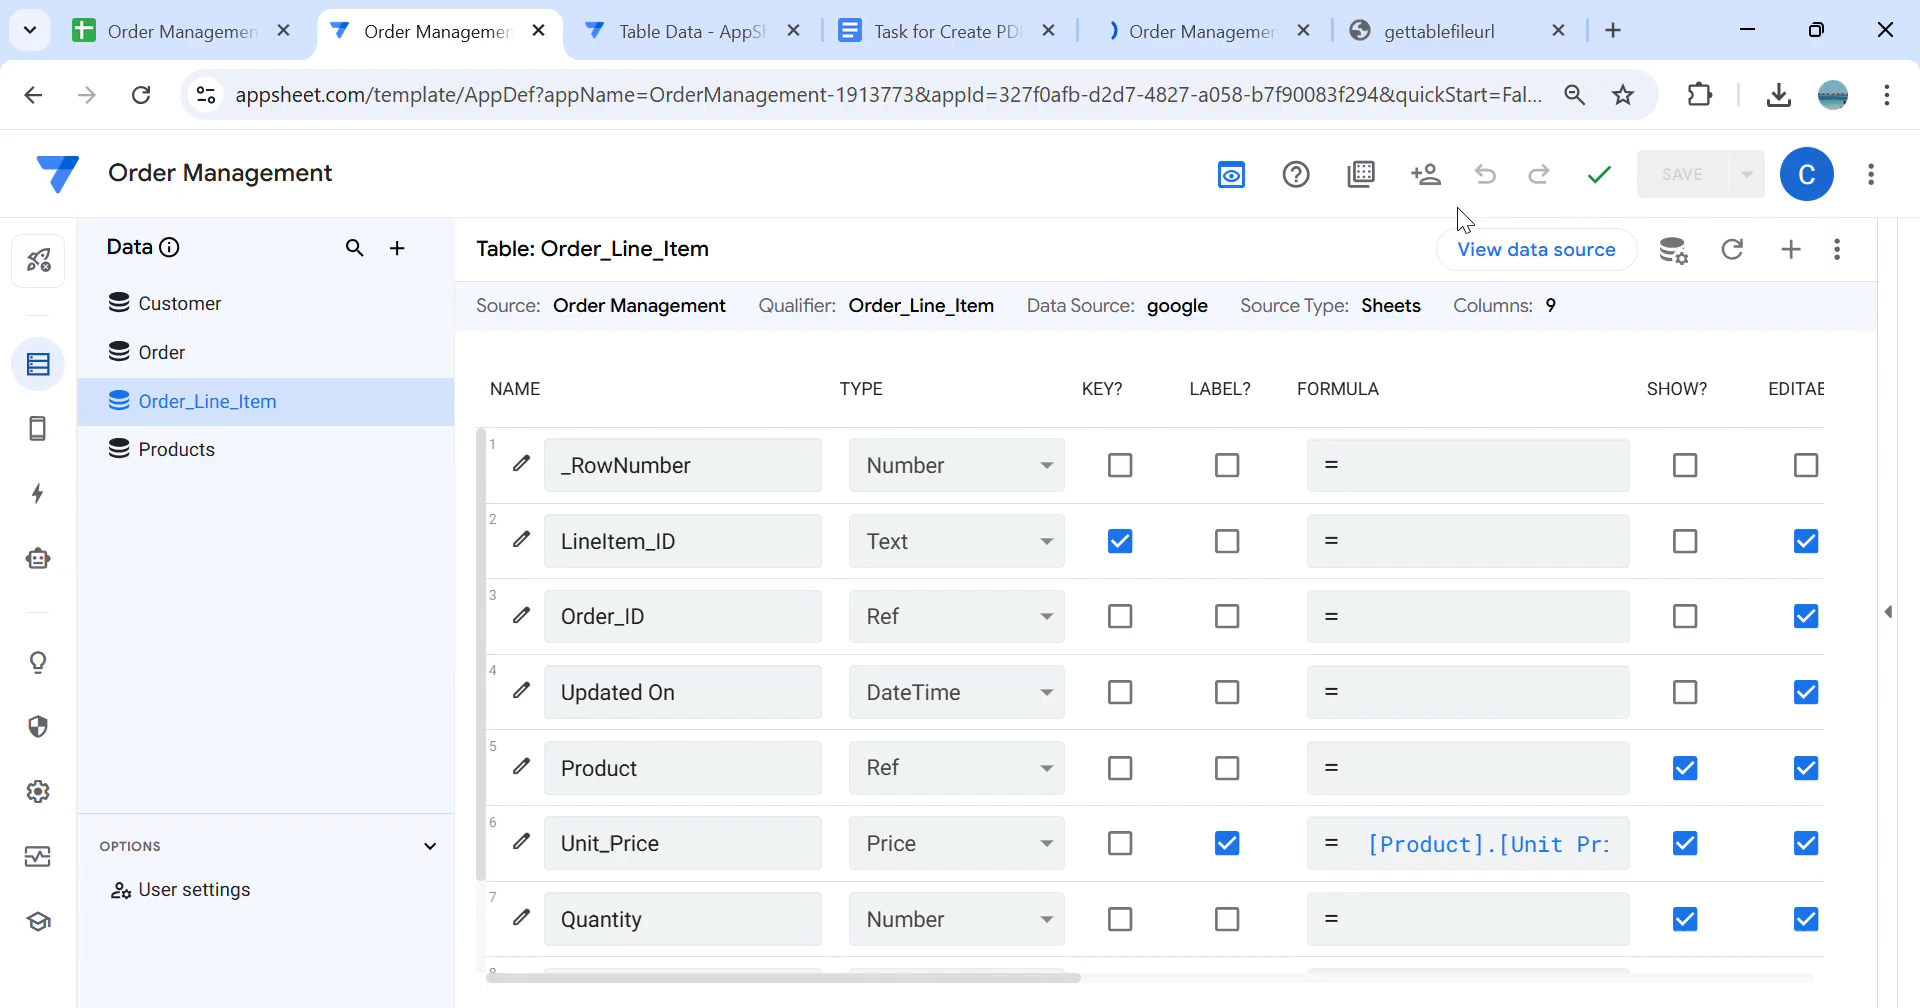 Order Managemen
Order Managemer
Table Data - AppSl
Task for Create PDI
Order Managemer
gettablefileurl
appsheet.com/template/AppDef?appName=OrderManagement-1913773&appId=327f0afb-d2d7-4827-a058-b7f90083f294&quickStart=Fal...
Order Management
SAVE
C
Data
Customer
Order
Order_Line_Item
Products
OPTIONS
User settings
Table: Order_Line_Item
View data source
Source: Order Management Qualifier: Order_Line_Item Data Source: google Source Type: Sheets Columns: 9
NAME TYPE KEY? LABEL? FORMULA SHOW? EDITAE
1 _RowNumber Number =
2 LineItem_ID Text =
3 Order_ID Ref =
4 Updated On DateTime =
5 Product Ref =
6 Unit_Price Price = [Product].[Unit Pr:
7 Quantity Number =
8